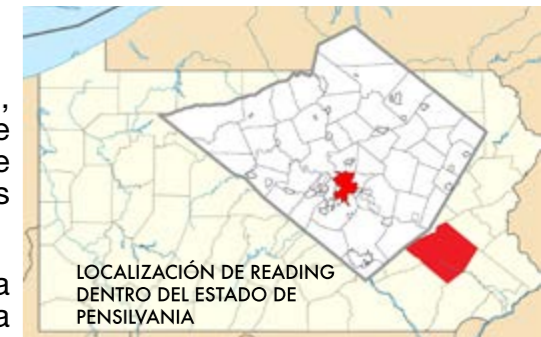 ,
e
e
s
LOCALIZACIÓN DE READING
DENTRO DEL ESTADO DE
PENSILVANIA
a
a